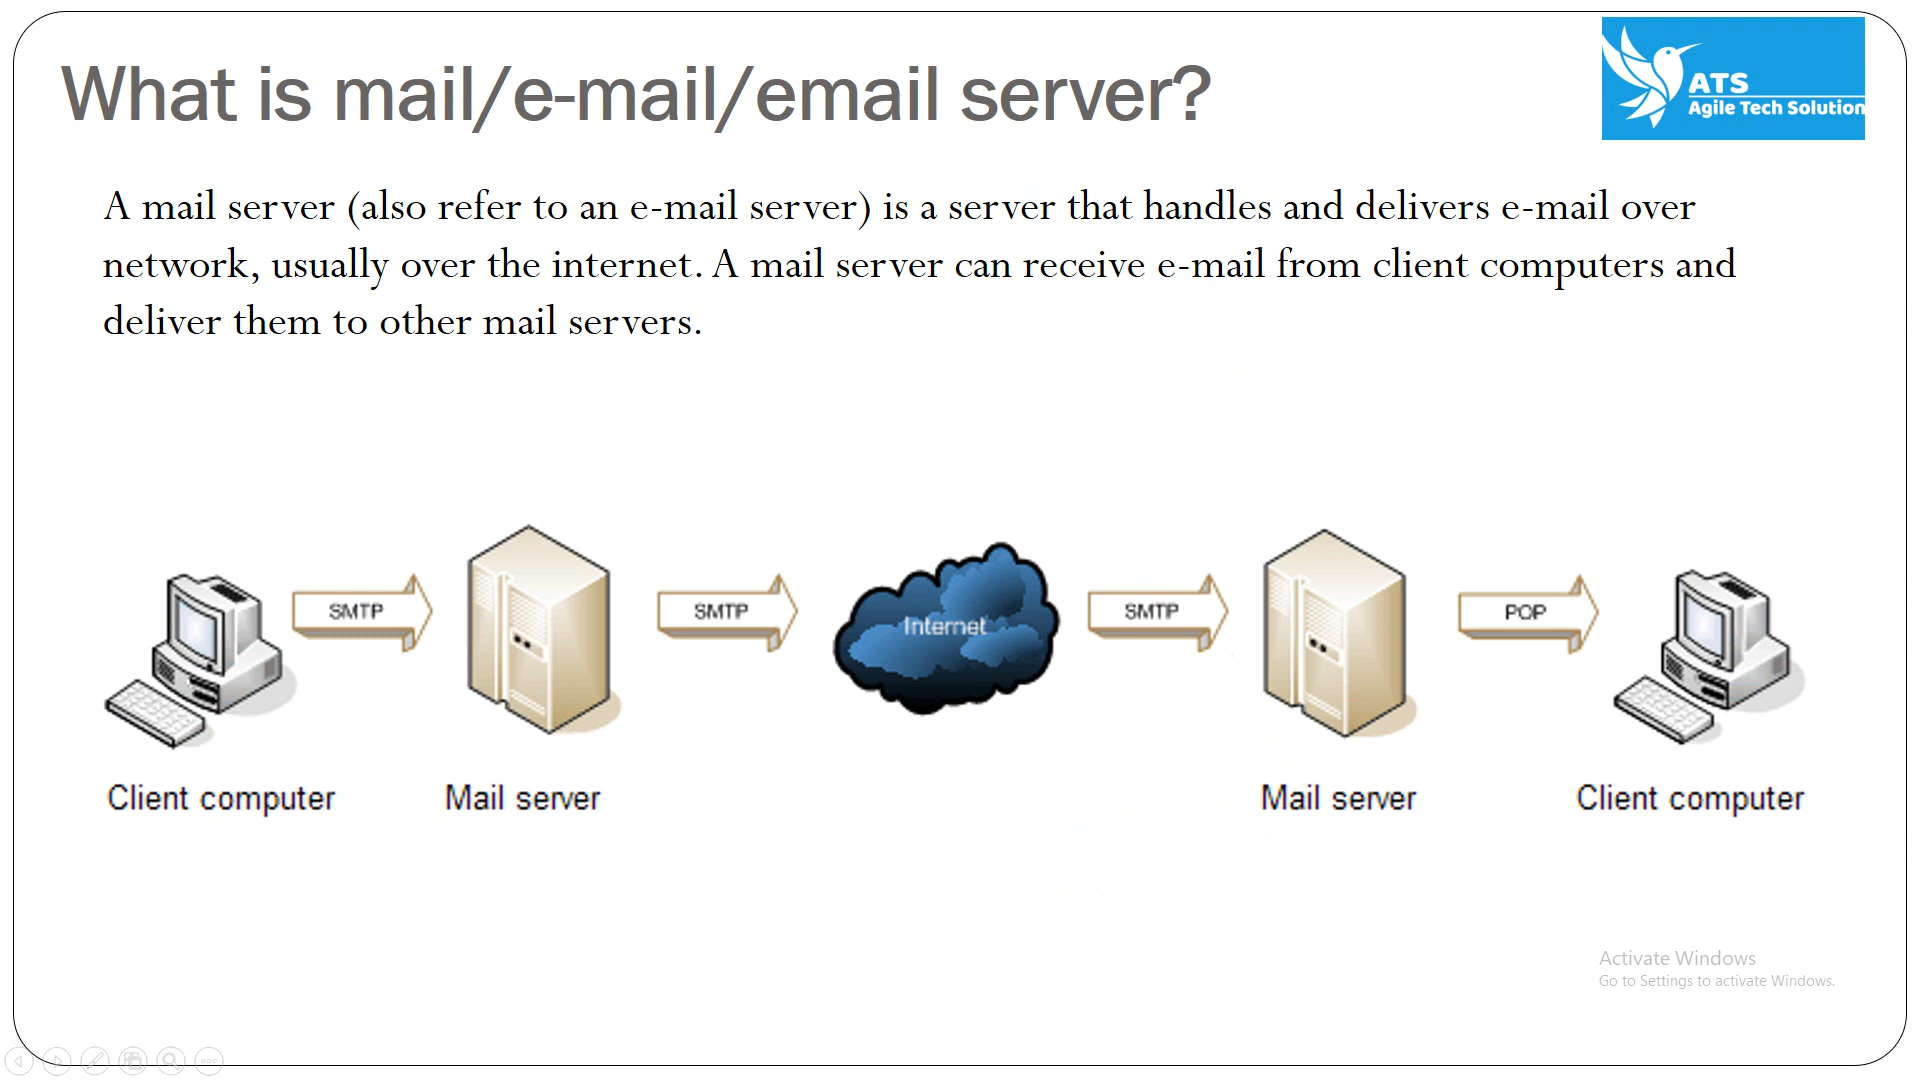 What is mail/e-mail/email server?
ATS
Agile Tech Solution
A mail server (also refer to an e-mail server) is a server that handles and delivers e-mail over
network, usually over the internet. A mail server can receive e-mail from client computers and
deliver them to other mail servers.
SMTP
SMTP
Internet
SMTP
POP
Client computer
Mail server
Mail server
Client computer
Activate Windows
Go to Settings to activate Windows.